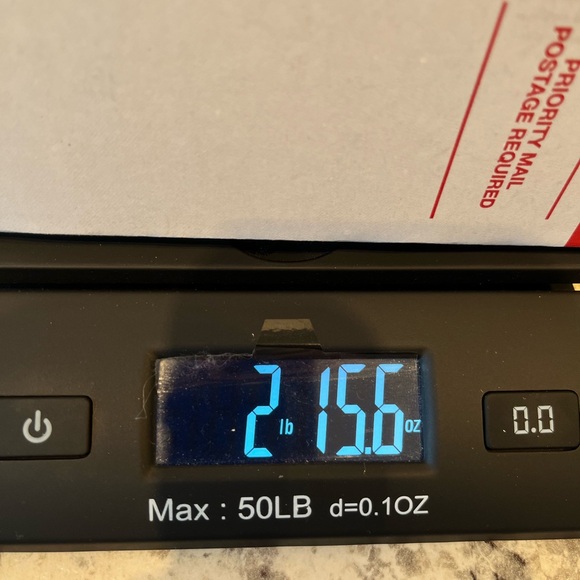 PRIORITY MAIL
POSTAGE REQUIRED
2 lb 15.6 oz
0.0
Max : 50LB d=0.1OZ